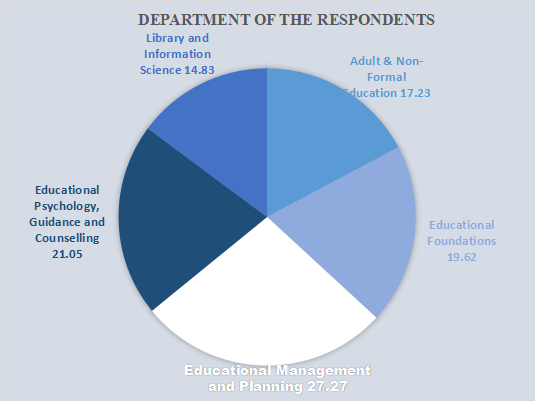 DEPARTMENT OF THE RESPONDENTS
Library and
Information
Science 14.83
Adult & Non-
Formal
Education 17.23
Educational
Psychology,
Guidance and
Counselling
21.05
Educational
Foundations
19.62
Educational Management
and Planning 27.27